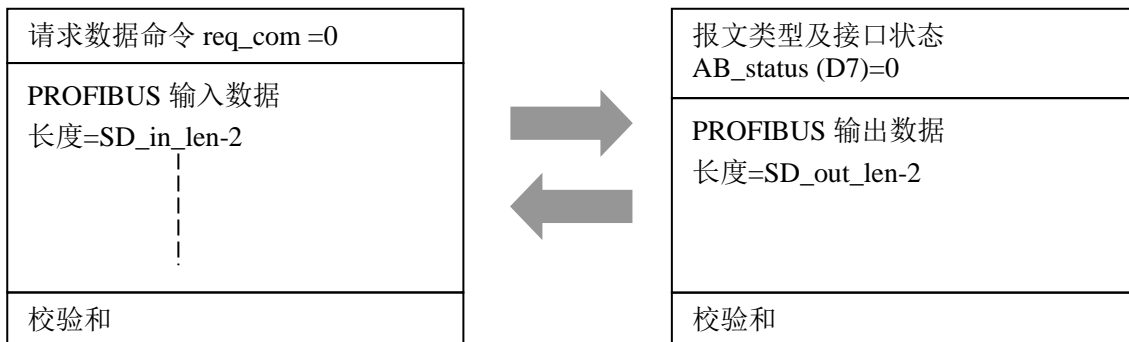 请求数据命令 req_com =0
PROFIBUS 输入数据
长度=SD_in_len-2
校验和
报文类型及接口状态
AB_status (D7)=0
PROFIBUS 输出数据
长度=SD_out_len-2
校验和